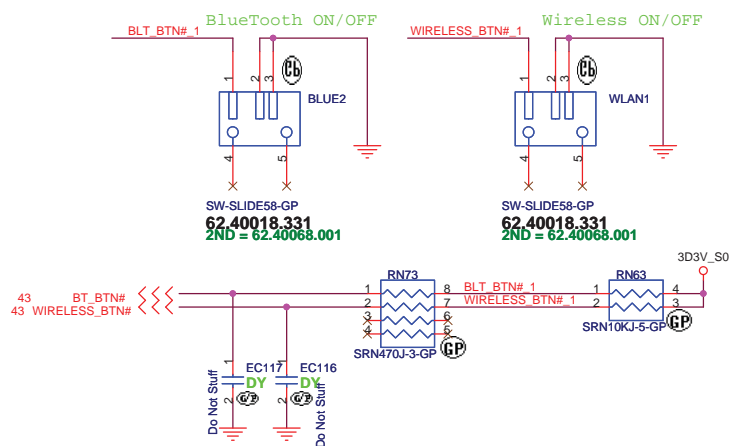 BlueTooth ON/OFF
Wireless ON/OFF
BLT_BTN#_1
WIRELESS_BTN#_1
1 2 3
1 2 3
BLUE2
WLAN1
4 5
4 5
SW-SLIDE58-GP
SW-SLIDE58-GP
62.40018.331
62.40018.331
2ND = 62.40068.001
2ND = 62.40068.001
3D3V_S0
RN73
RN63
43 BT_BTN#
43 WIRELESS_BTN#
1 8
2 7
3 6
4 5
BLT_BTN#_1
WIRELESS_BTN#_1
1 4
2 3
SRN470J-3-GP
GP
SRN10KJ-5-GP
GP
1
1
EC117
EC116
DY
DY
2
2
G/P
G/P
Do Not Stuff
Do Not Stuff